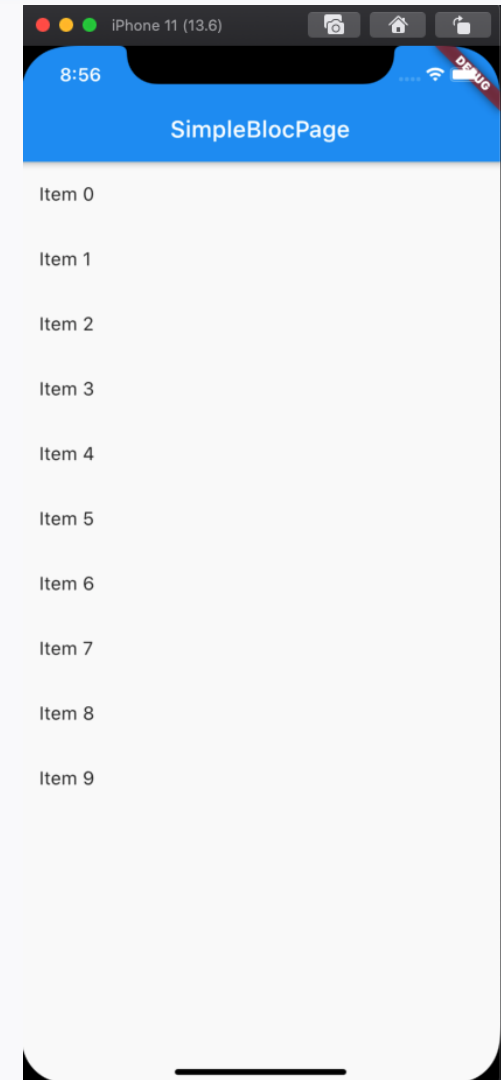 iPhone 11 (13.6)
8:56
DEBUG
SimpleBlocPage
Item 0
Item 1
Item 2
Item 3
Item 4
Item 5
Item 6
Item 7
Item 8
Item 9